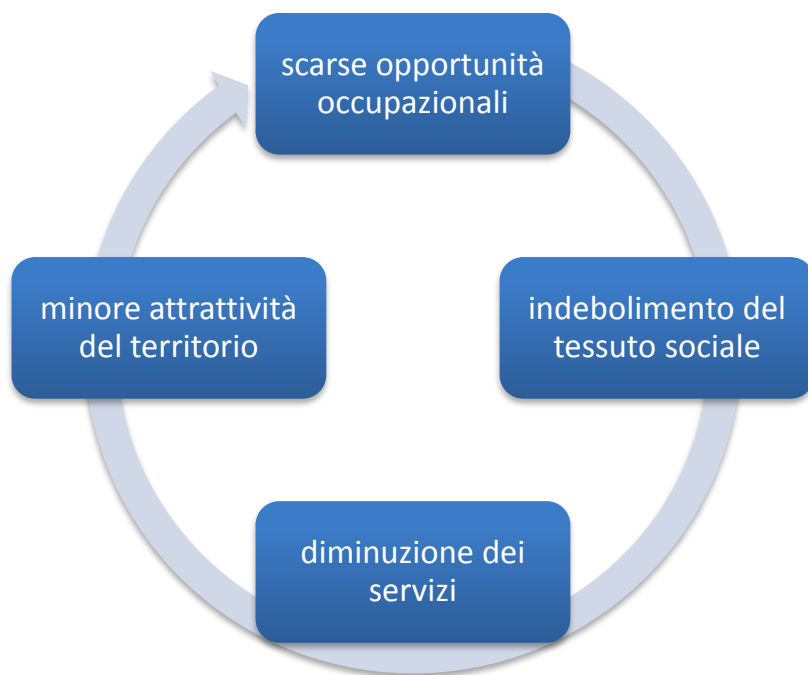 scarse opportunità
occupazionali
indebolimento del
tessuto sociale
diminuzione dei
servizi
minore attrattività
del territorio